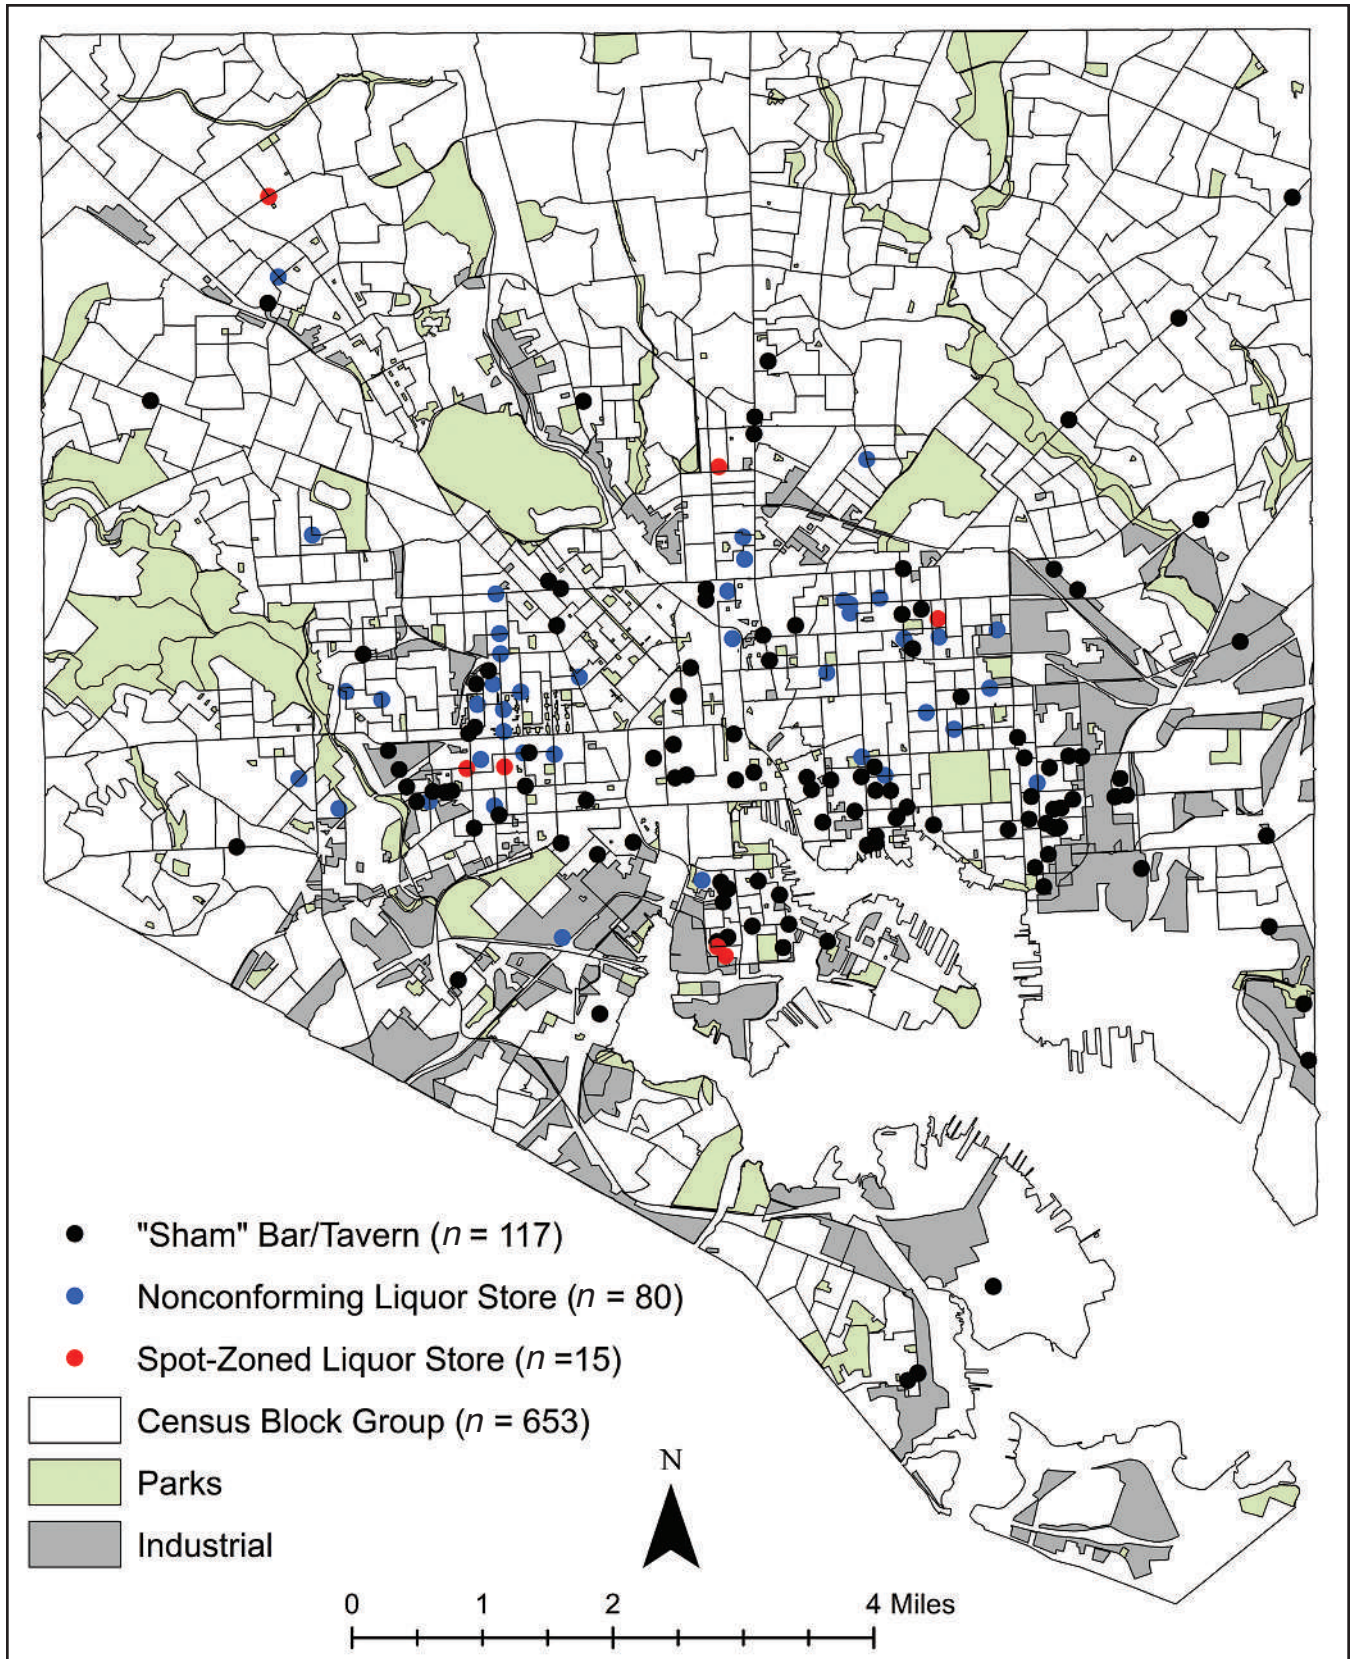 "Sham" Bar/Tavern (n = 117)
Nonconforming Liquor Store (n = 80)
Spot-Zoned Liquor Store (n =15)
Census Block Group (n = 653)
Parks
Industrial
N
0 1 2 4 Miles